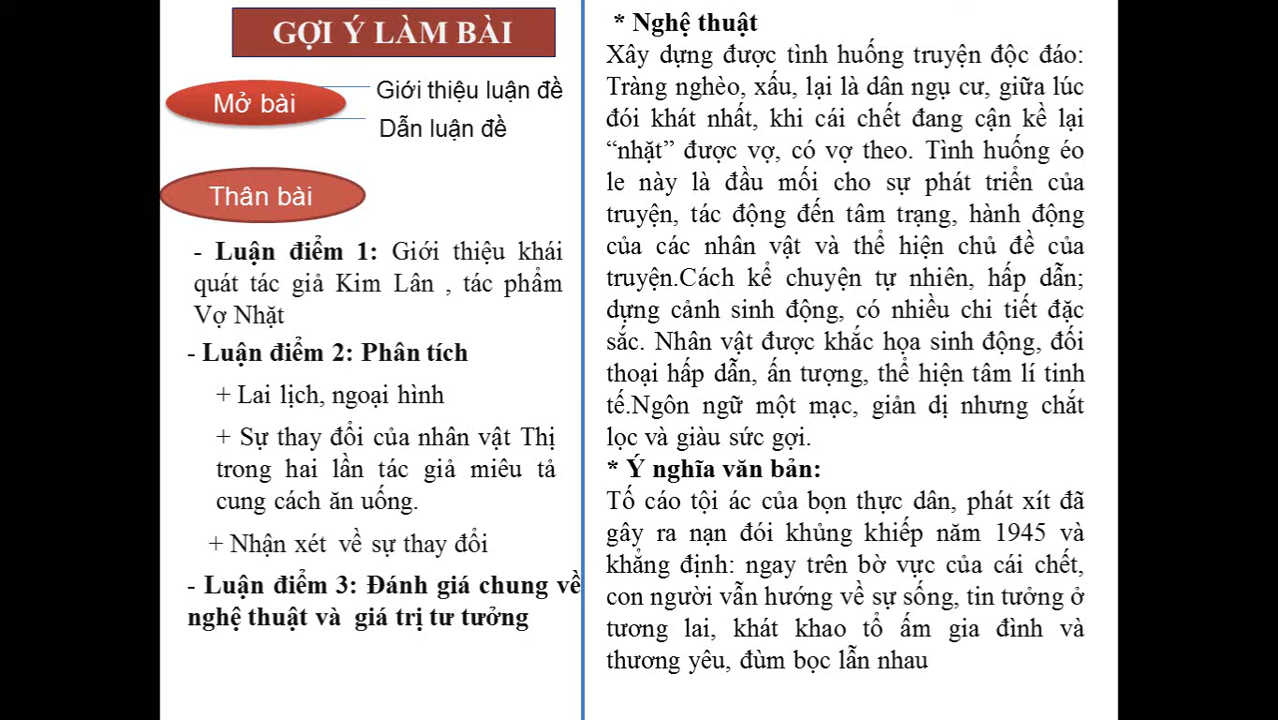 GỢI Ý LÀM BÀI
Mở bài
Giới thiệu luận đề
Dẫn luận đề
Thân bài
- Luận điểm 1: Giới thiệu khái
quát tác giả Kim Lân , tác phẩm
Vợ Nhặt
- Luận điểm 2: Phân tích
+ Lai lịch, ngoại hình
+ Sự thay đổi của nhân vật Thị
trong hai lần tác giả miêu tả
cung cách ăn uống.
+ Nhận xét về sự thay đổi
- Luận điểm 3: Đánh giá chung về
nghệ thuật và giá trị tư tưởng
* Nghệ thuật
Xây dựng được tình huống truyện độc đáo:
Tràng nghèo, xấu, lại là dân ngụ cư, giữa lúc
đói khát nhất, khi cái chết đang cận kề lại
“nhặt” được vợ, có vợ theo. Tình huống éo
le này là đầu mối cho sự phát triển của
truyện, tác động đến tâm trạng, hành động
của các nhân vật và thể hiện chủ đề của
truyện.Cách kể chuyện tự nhiên, hấp dẫn;
dựng cảnh sinh động, có nhiều chi tiết đặc
sắc. Nhân vật được khắc họa sinh động, đối
thoại hấp dẫn, ấn tượng, thể hiện tâm lí tinh
tế.Ngôn ngữ một mạc, giản dị nhưng chắt
lọc và giàu sức gợi.
* Ý nghĩa văn bản:
Tố cáo tội ác của bọn thực dân, phát xít đã
gây ra nạn đói khủng khiếp năm 1945 và
khẳng định: ngay trên bờ vực của cái chết,
con người vẫn hướng về sự sống, tin tưởng ở
tương lai, khát khao tổ ấm gia đình và
thương yêu, đùm bọc lẫn nhau